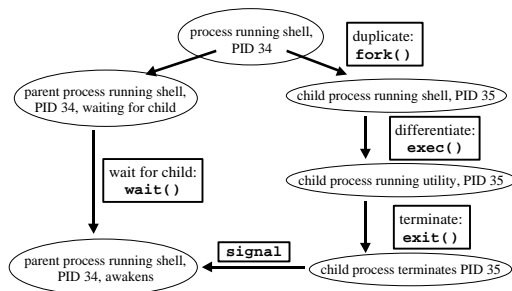 process running shell,
PID 34
duplicate:
fork()
parent process running shell,
PID 34, waiting for child
child process running shell, PID 35
wait for child:
wait()
differentiate:
exec()
child process running utility, PID 35
terminate:
exit()
signal
parent process running shell,
PID 34, awakens
child process terminates PID 35